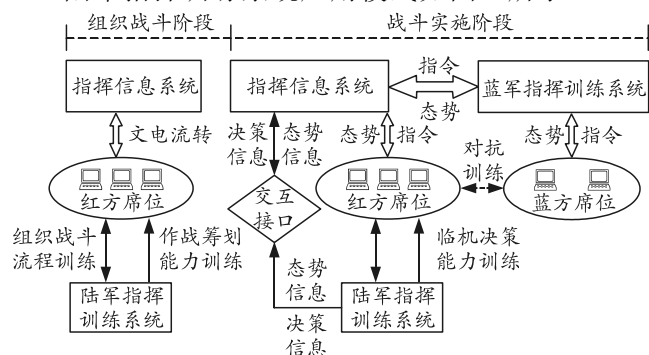 组织战斗阶段
战斗实施阶段
指挥信息系统
指挥信息系统
指令
态势
蓝军指挥训练系统
文电流转
决策
信息
态势
信息
态势
指令
态势
指令
红方席位
交互
接口
红方席位
对抗
训练
蓝方席位
组织战斗
流程训练
作战筹划
能力训练
态势
信息
临机决策
能力训练
陆军指挥
训练系统
决策
信息
陆军指挥
训练系统